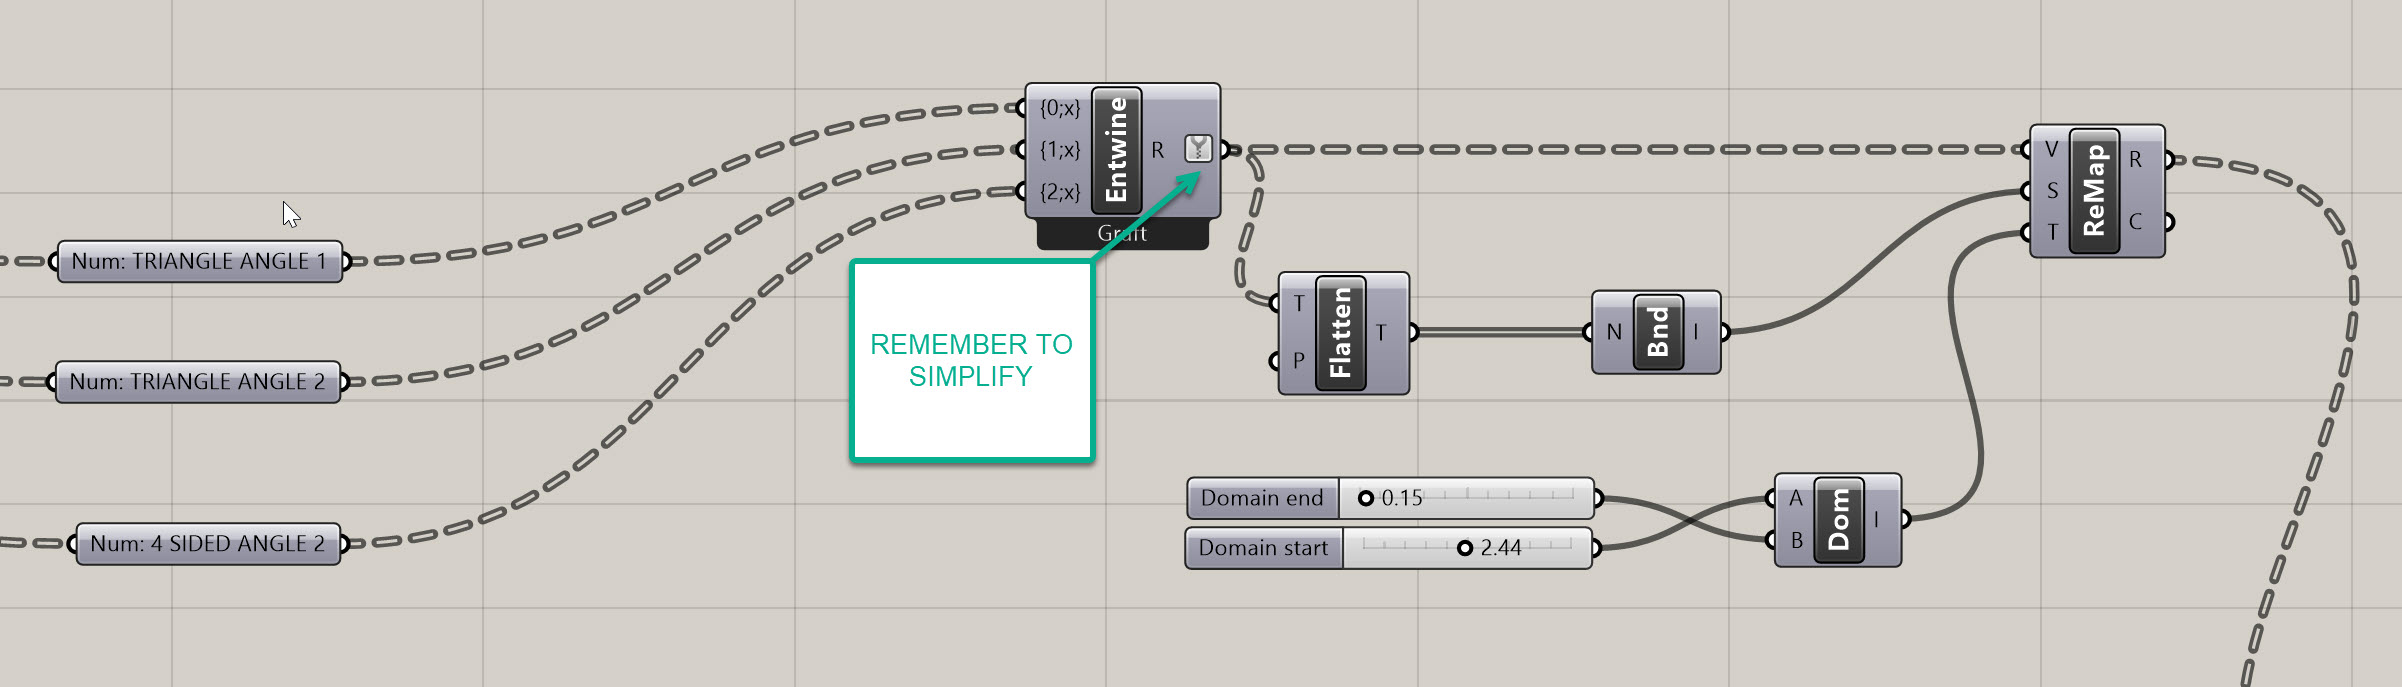 {0;x}
{1;x}
{2;x}
Entwine
R
Graft
Num: TRIANGLE ANGLE 1
Num: TRIANGLE ANGLE 2
Num: 4 SIDED ANGLE 2
REMEMBER TO
SIMPLIFY
T
P
Flatten
T
N
Bnd
I
V
S
T
ReMap
R
C
Domain end
0.15
Domain start
2.44
A
B
Dom
I